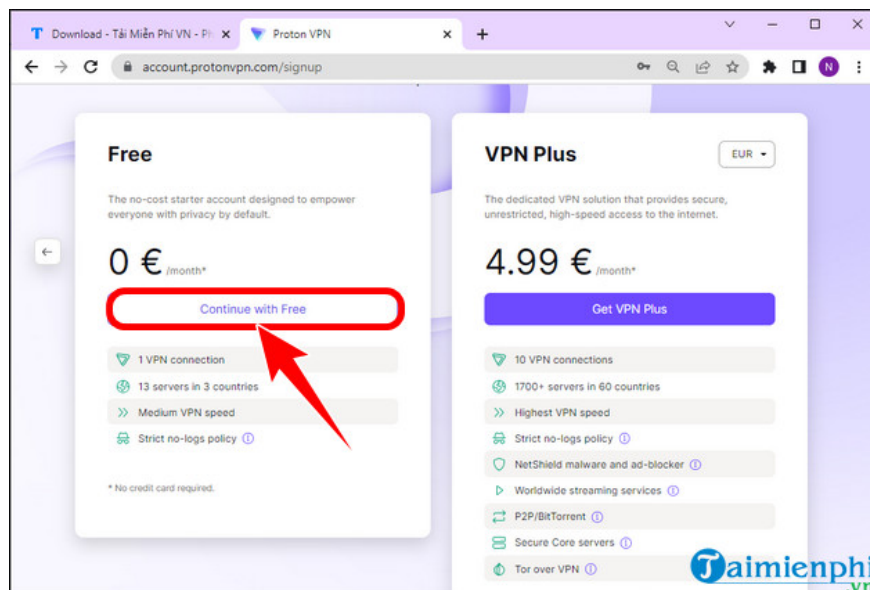 Download - Tải Miễn Phí VN - Ph
Proton VPN
account.protonvpn.com/signup
N
Free
The no-cost starter account designed to empower
everyone with privacy by default.
0 € /month*
Continue with Free
1 VPN connection
13 servers in 3 countries
Medium VPN speed
Strict no-logs policy
* No credit card required.
VPN Plus
EUR
The dedicated VPN solution that provides secure,
unrestricted, high-speed access to the internet.
4.99 € /month*
Get VPN Plus
10 VPN connections
1700+ servers in 60 countries
Highest VPN speed
Strict no-logs policy
NetShield malware and ad-blocker
Worldwide streaming services
P2P/BitTorrent
Secure Core servers
Tor over VPN
Taimienphi
.vn